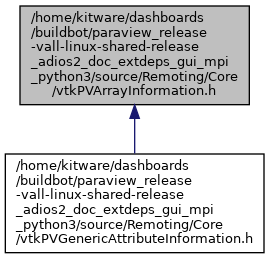 /home/kitware/dashboards
/buildbot/paraview_release
-vall-linux-shared-release
_adios2_doc_extdeps_gui_mpi
_python3/source/Remoting/Core
/vtkPVArrayInformation.h
/home/kitware/dashboards
/buildbot/paraview_release
-vall-linux-shared-release
_adios2_doc_extdeps_gui_mpi
_python3/source/Remoting/Core
/vtkPVGenericAttributeInformation.h